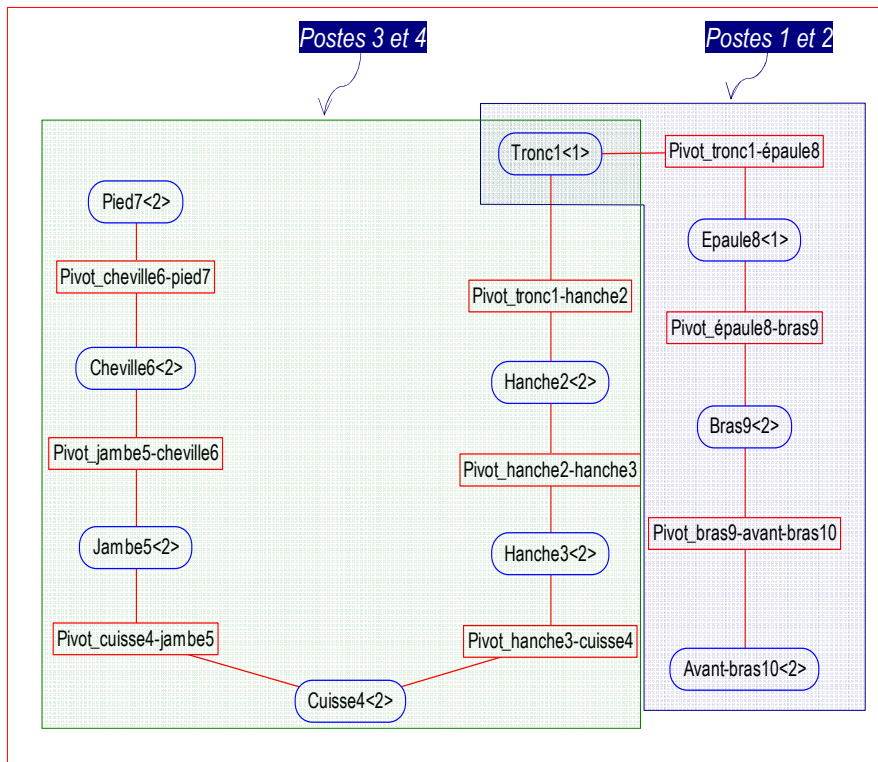 Postes 3 et 4
Postes 1 et 2
Tronc1<1>
Pivot_tronc1-épaule8
Pied7<2>
Epaule8<1>
Pivot_cheville6-pied7
Pivot_tronc1-hanche2
Pivot_épaule8-bras9
Cheville6<2>
Hanche2<2>
Bras9<2>
Pivot_jambe5-cheville6
Pivot_hanche2-hanche3
Pivot_bras9-avant-bras10
Jambe5<2>
Hanche3<2>
Pivot_cuisse4-jambe5
Pivot_hanche3-cuisse4
Avant-bras10<2>
Cuisse4<2>